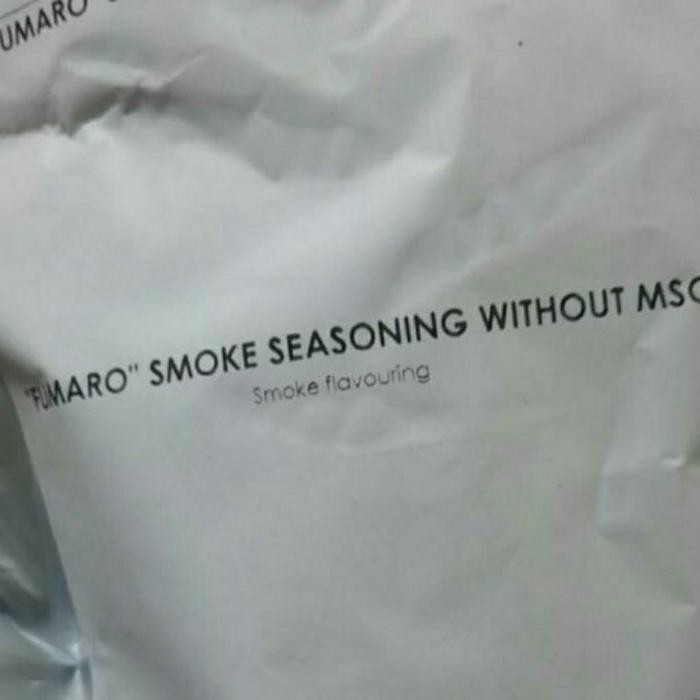 UMARO
"FUMARO" SMOKE SEASONING WITHOUT MSG
Smoke flavouring